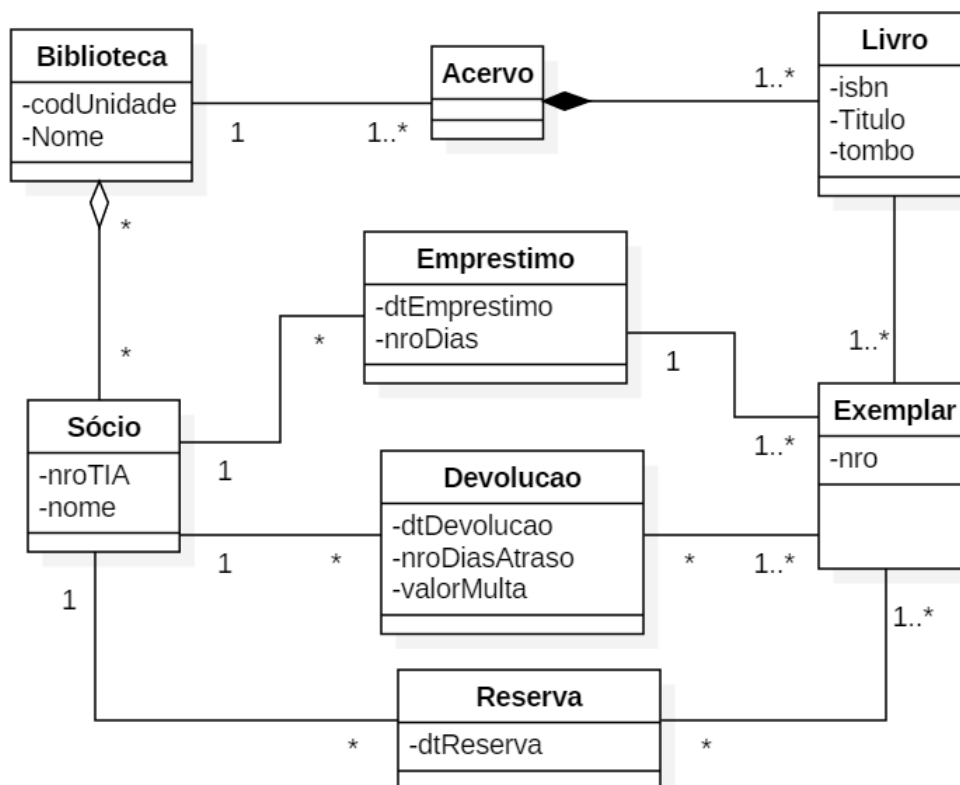 Biblioteca
-codUnidade
-Nome
1
1..*
Acervo
1..*
Livro
-isbn
-Titulo
-tombo
*
*
Emprestimo
-dtEmprestimo
-nroDias
*
1
1
1..*
1..*
Exemplar
-nro
Sócio
-nroTIA
-nome
Devolucao
-dtDevolucao
-nroDiasAtraso
-valorMulta
1
*
*
1..*
1
1..*
Reserva
-dtReserva
*
*